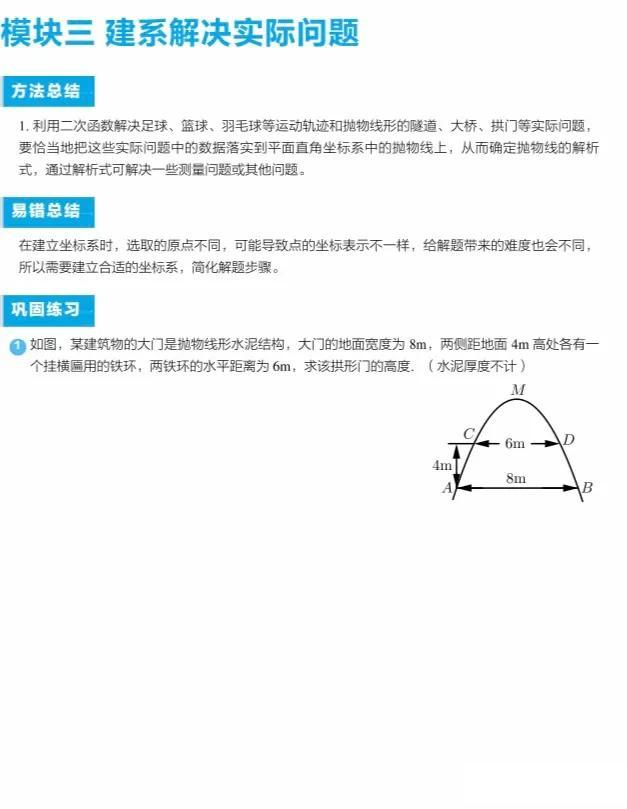 模块三 建系解决实际问题
方法总结
1. 利用二次函数解决足球、篮球、羽毛球等运动轨迹和抛物线形的隧道、大桥、拱门等实际问题，
要恰当地把这些实际问题中的数据落实到平面直角坐标系中的抛物线上，从而确定抛物线的解析
式，通过解析式可解决一些测量问题或其他问题。
易错总结
在建立坐标系时，选取的原点不同，可能导致点的坐标表示不一样，给解题带来的难度也会不同，
所以需要建立合适的坐标系，简化解题步骤。
巩固练习
1 如图，某建筑物的大门是抛物线形水泥结构，大门的地面宽度为 8m，两侧距地面 4m 高处各有一
个挂横匾用的铁环，两铁环的水平距离为 6m，求该拱形门的高度．（水泥厚度不计）
M
C 6m D
4m
A 8m B